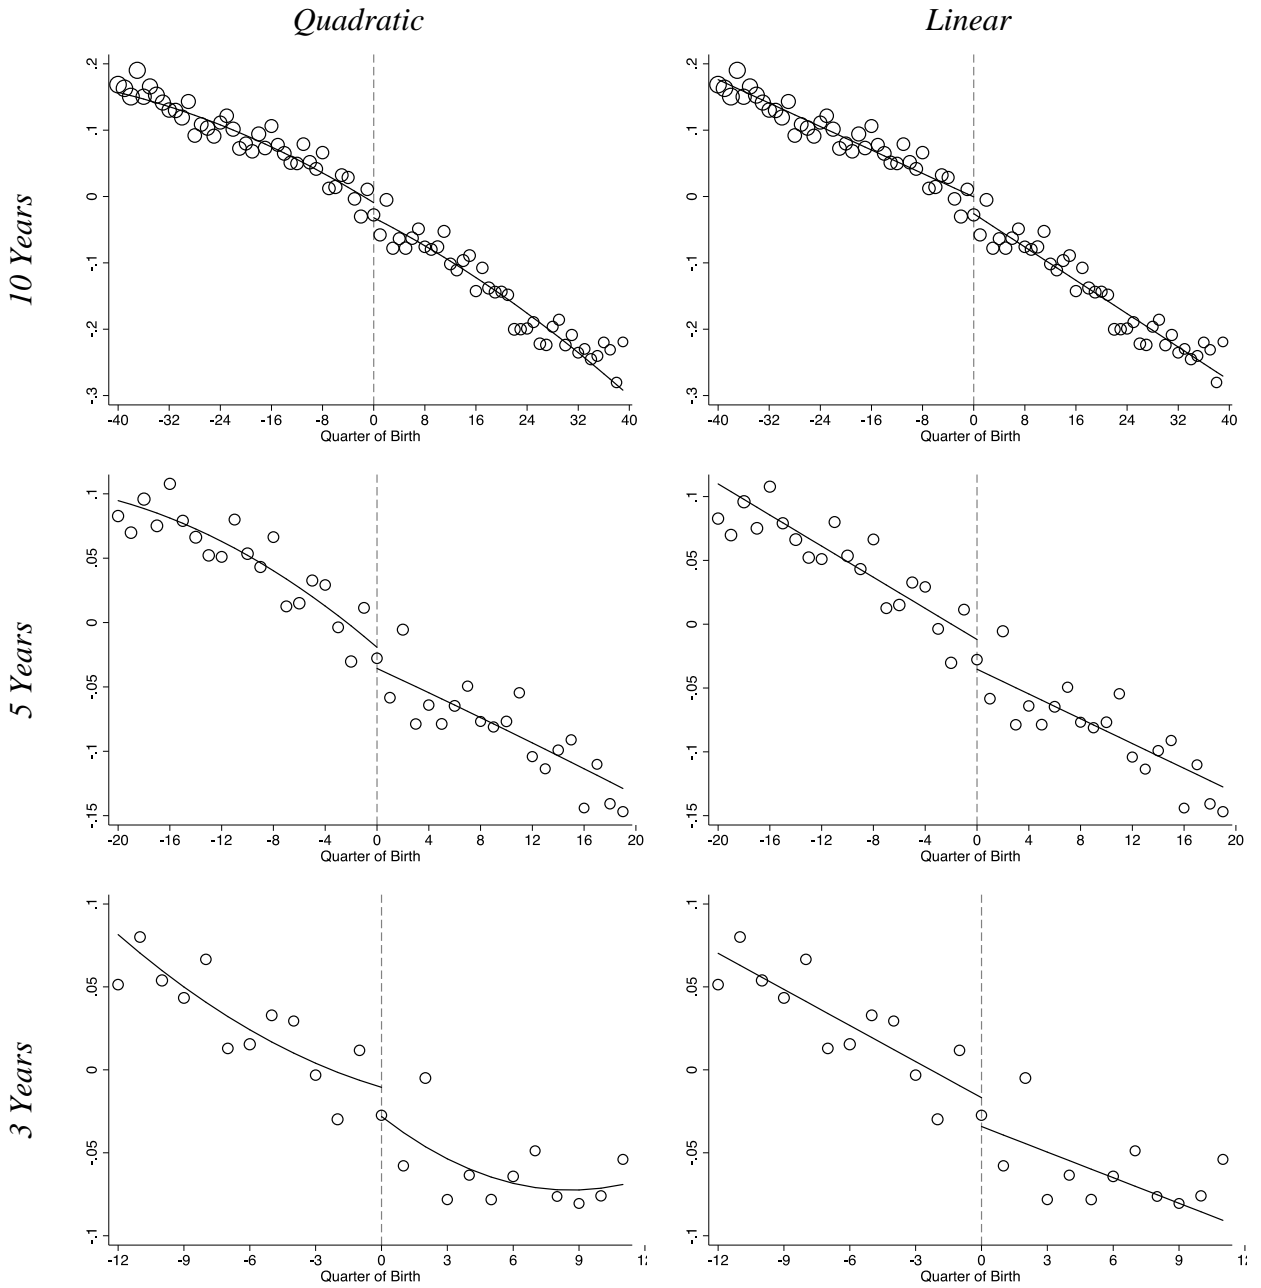 Quadratic Linear
10 Years
.2 .1 0 -.1 -.2 -.3
-40 -32 -24 -16 -8 0 8 16 24 32 40
Quarter of Birth
.2 .1 0 -.1 -.2 -.3
-40 -32 -24 -16 -8 0 8 16 24 32 40
Quarter of Birth
5 Years
.1 .05 0 -.05 -.1 -.15
-20 -16 -12 -8 -4 0 4 8 12 16 20
Quarter of Birth
.1 .05 0 -.05 -.1 -.15
-20 -16 -12 -8 -4 0 4 8 12 16 20
Quarter of Birth
3 Years
.1 .05 0 -.05 -.1
-12 -9 -6 -3 0 3 6 9
Quarter of Birth
.1 .05 0 -.05 -.1
-12 -9 -6 -3 0 3 6 9
Quarter of Birth